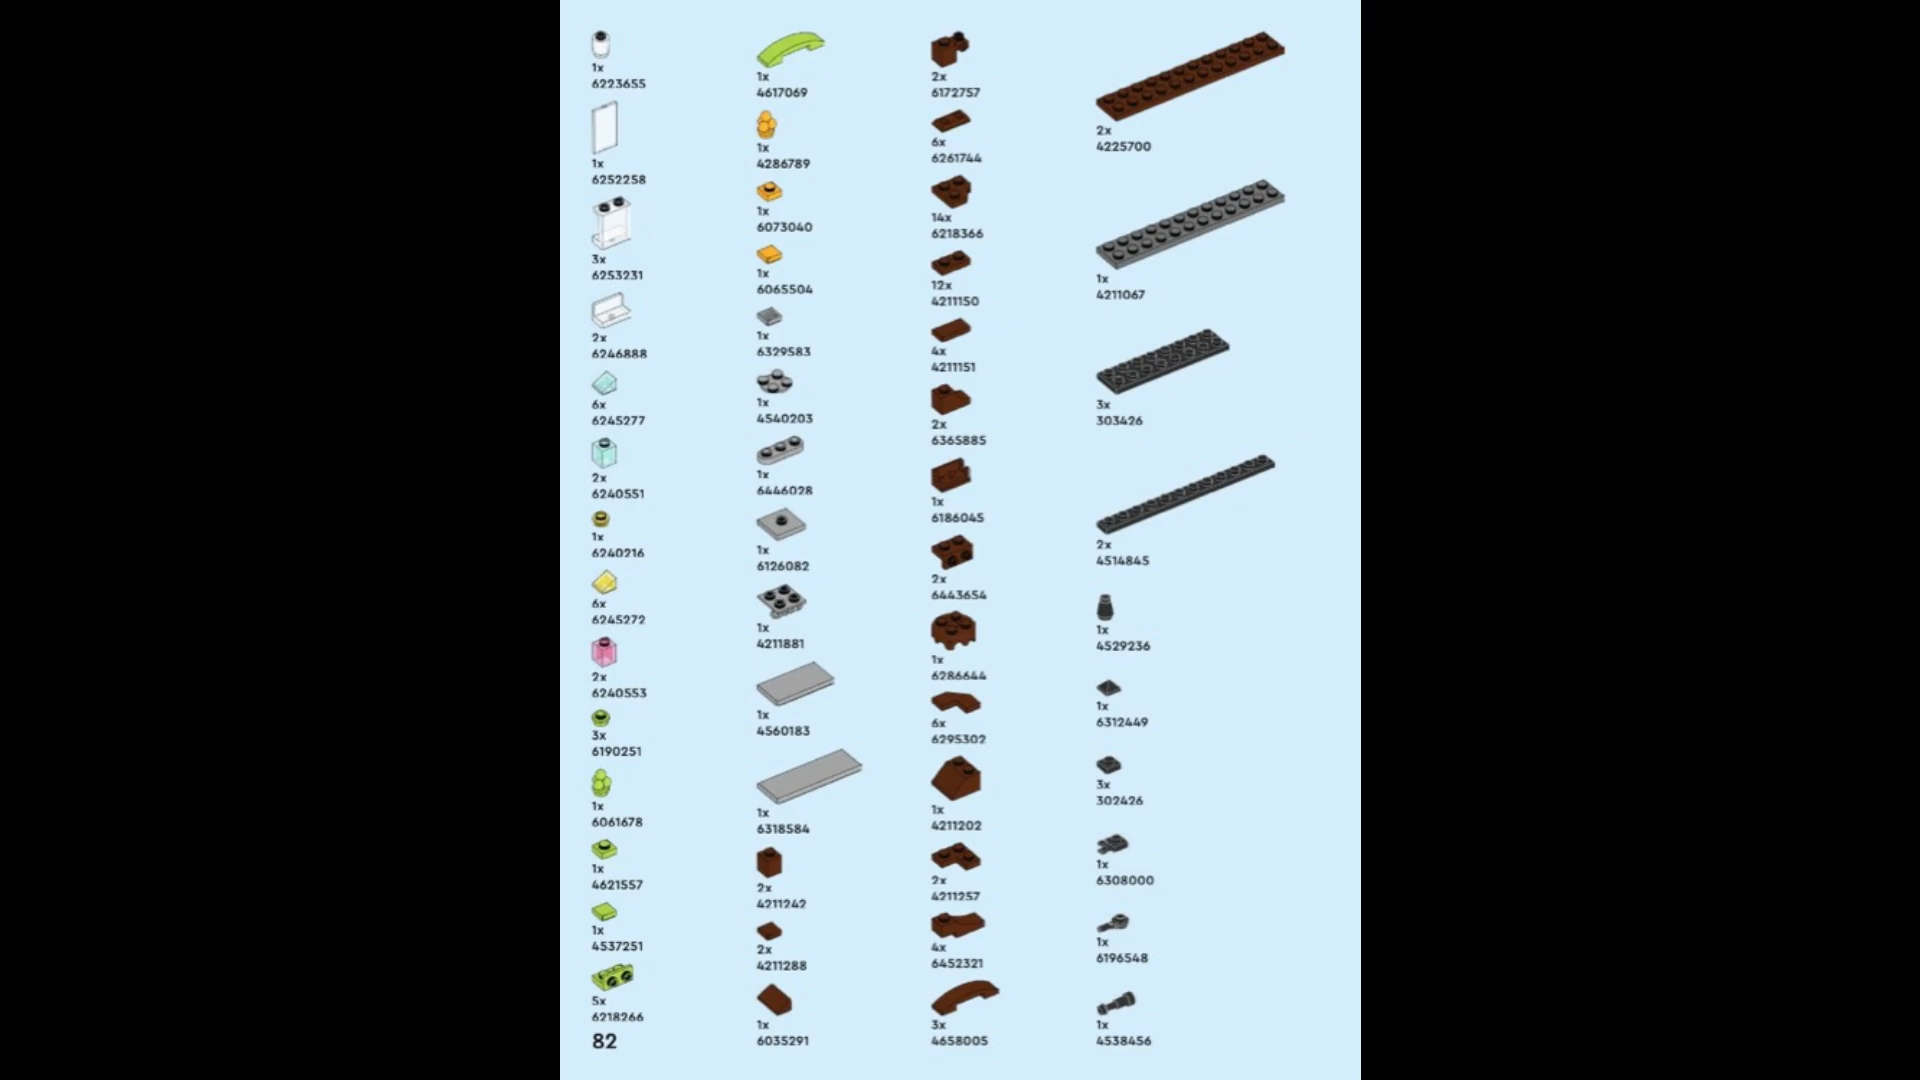 1x
6223655
1x
6252258
3x
6253231
2x
6246888
6x
6245277
2x
6240551
1x
6240216
6x
6245272
2x
6240553
3x
6190251
1x
6061678
1x
4621557
1x
4537251
5x
6218266
82
1x
4617069
1x
4286789
1x
6073040
1x
6065504
1x
6329583
1x
4540203
1x
6446028
1x
6126082
1x
4211881
1x
4560183
1x
6318584
2x
4211242
2x
4211288
1x
6035291
2x
6172757
6x
6261744
14x
6218366
12x
4211150
4x
4211151
2x
6365885
1x
6186045
2x
6443654
1x
6286644
6x
6295302
1x
4211202
2x
4211257
4x
6452321
3x
4658005
2x
4225700
1x
4211067
3x
303426
2x
4514845
1x
4529236
1x
6312449
3x
302426
1x
6308000
1x
6196548
1x
4538456